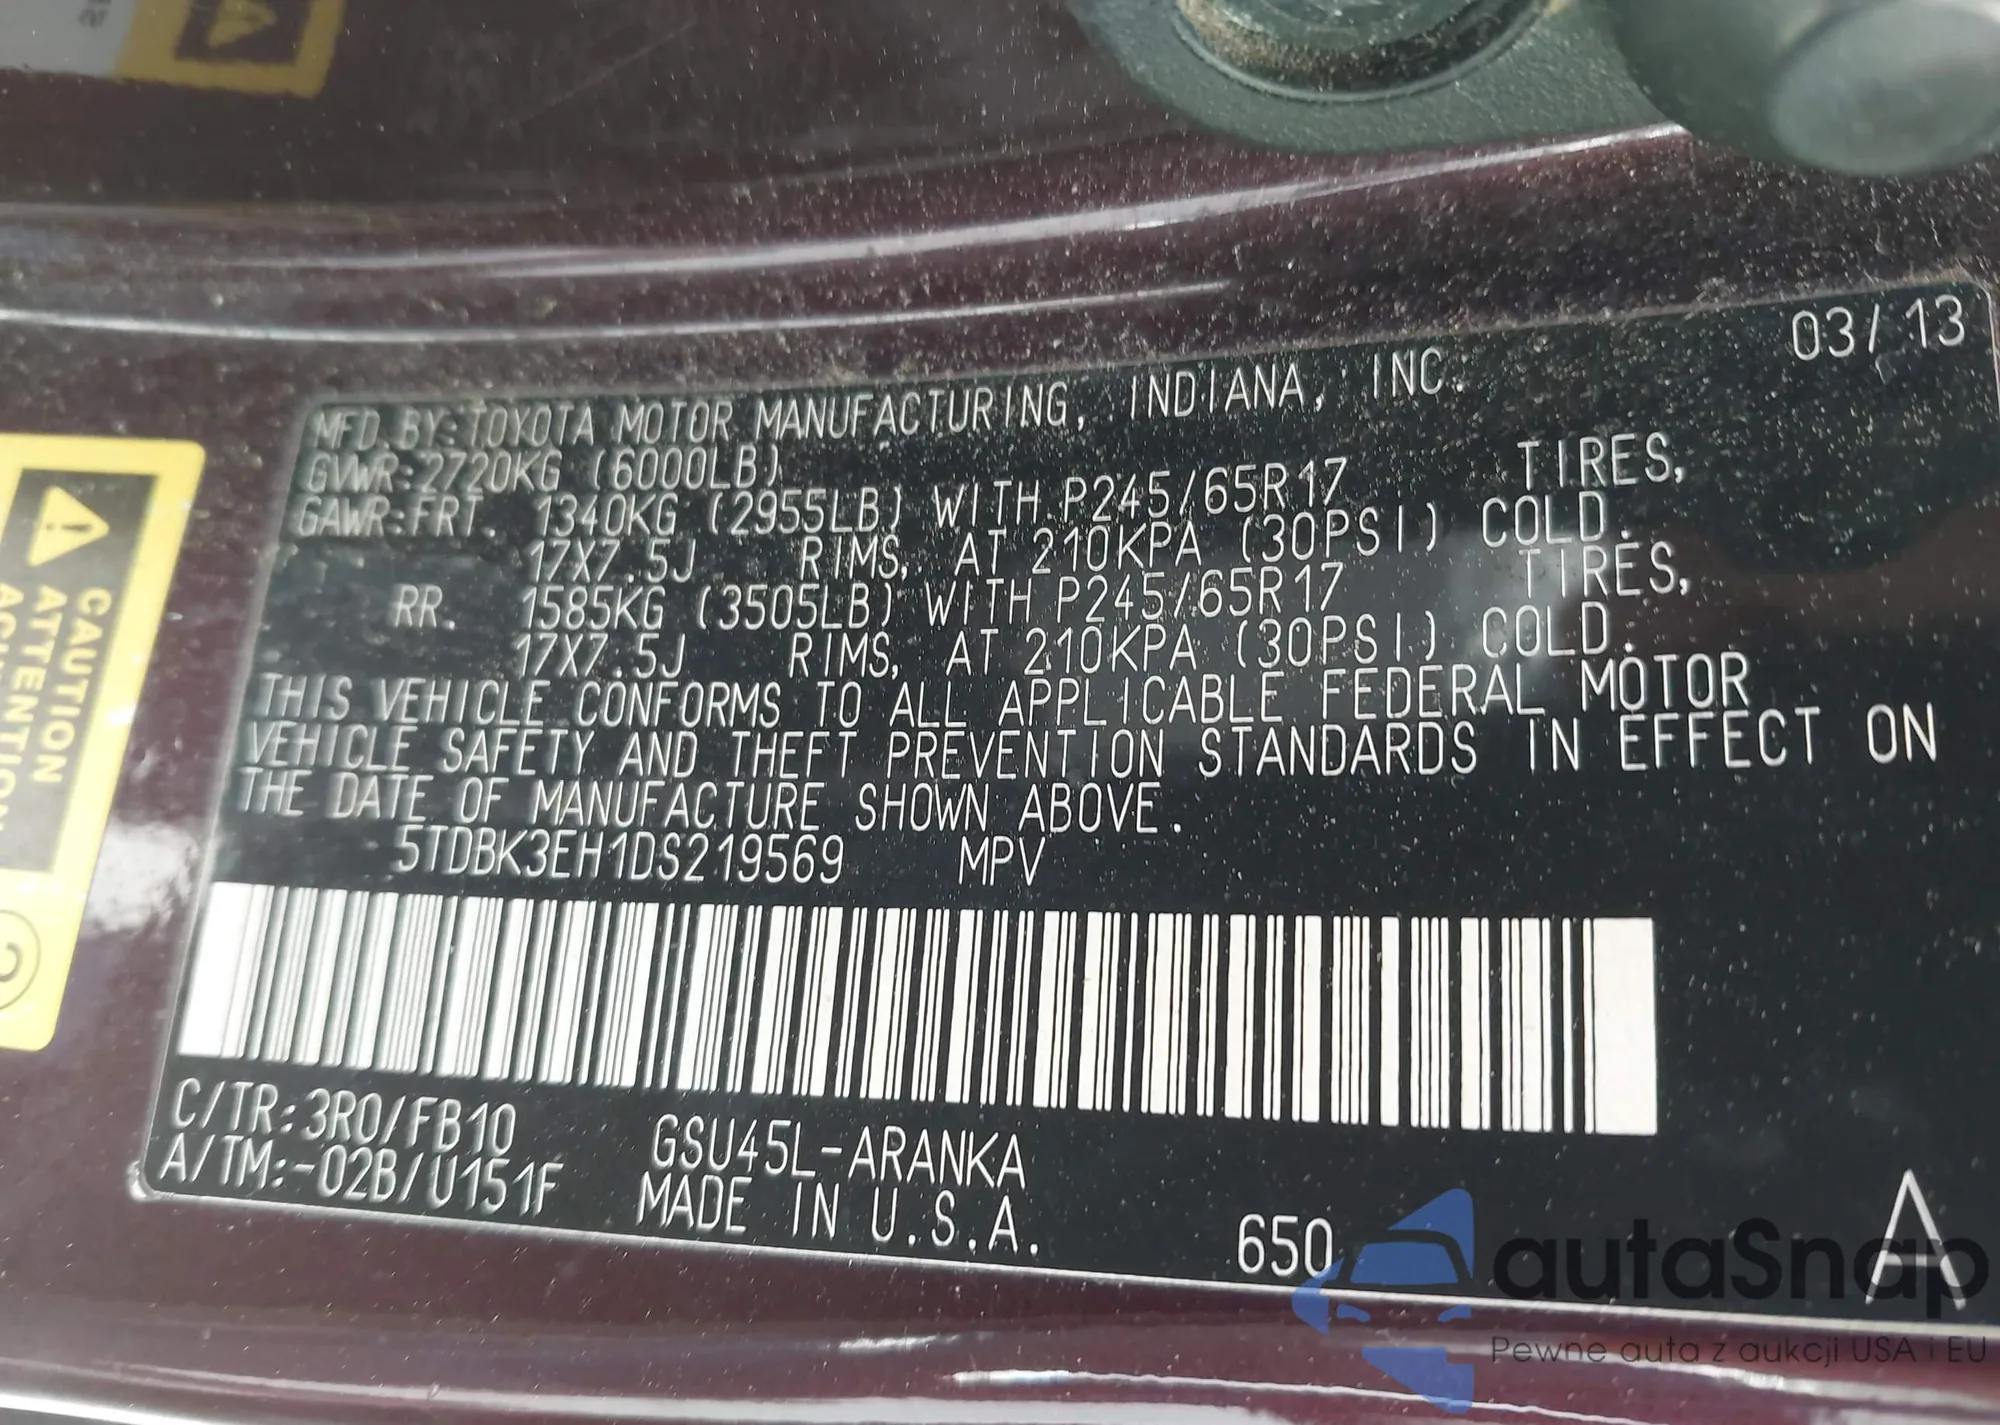 03/13
MFD. BY: TOYOTA MOTOR MANUFACTURING, INDIANA, INC.
GVWR:2720KG (6000LB)
GAWR:FRT. 1340KG (2955LB) WITH P245/65R17 TIRES,
17X7.5J RIMS, AT 210KPA (30PSI) COLD.
RR. 1585KG (3505LB) WITH P245/65R17 TIRES,
17X7.5J RIMS, AT 210KPA (30PSI) COLD.
THIS VEHICLE CONFORMS TO ALL APPLICABLE FEDERAL MOTOR
VEHICLE SAFETY AND THEFT PREVENTION STANDARDS IN EFFECT ON
THE DATE OF MANUFACTURE SHOWN ABOVE.
5TDBK3EH1DS219569 MPV
C/TR:3R0/FB10 GSU45L-ARANKA
A/TM:-02B/U151F MADE IN U.S.A.
650
A
CAUTION
ATTENTION
autaSnap
Pewne auta z aukcji USA i EU